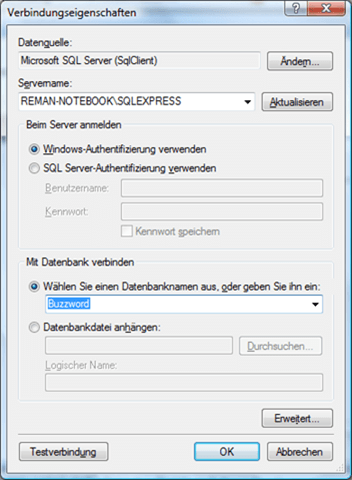 Verbindungseigenschaften
Datenquelle:
Microsoft SQL Server (SqlClient)
Ändern...
Servername:
REMAN-NOTEBOOK\SQLEXPRESS
Aktualisieren
Beim Server anmelden
Windows-Authentifizierung verwenden
SQL Server-Authentifizierung verwenden
Benutzername:
Kennwort:
Kennwort speichern
Mit Datenbank verbinden
Wählen Sie einen Datenbanknamen aus, oder geben Sie ihn ein:
Buzzword
Datenbankdatei anhängen:
Durchsuchen...
Logischer Name:
Erweitert...
Testverbindung
OK
Abbrechen